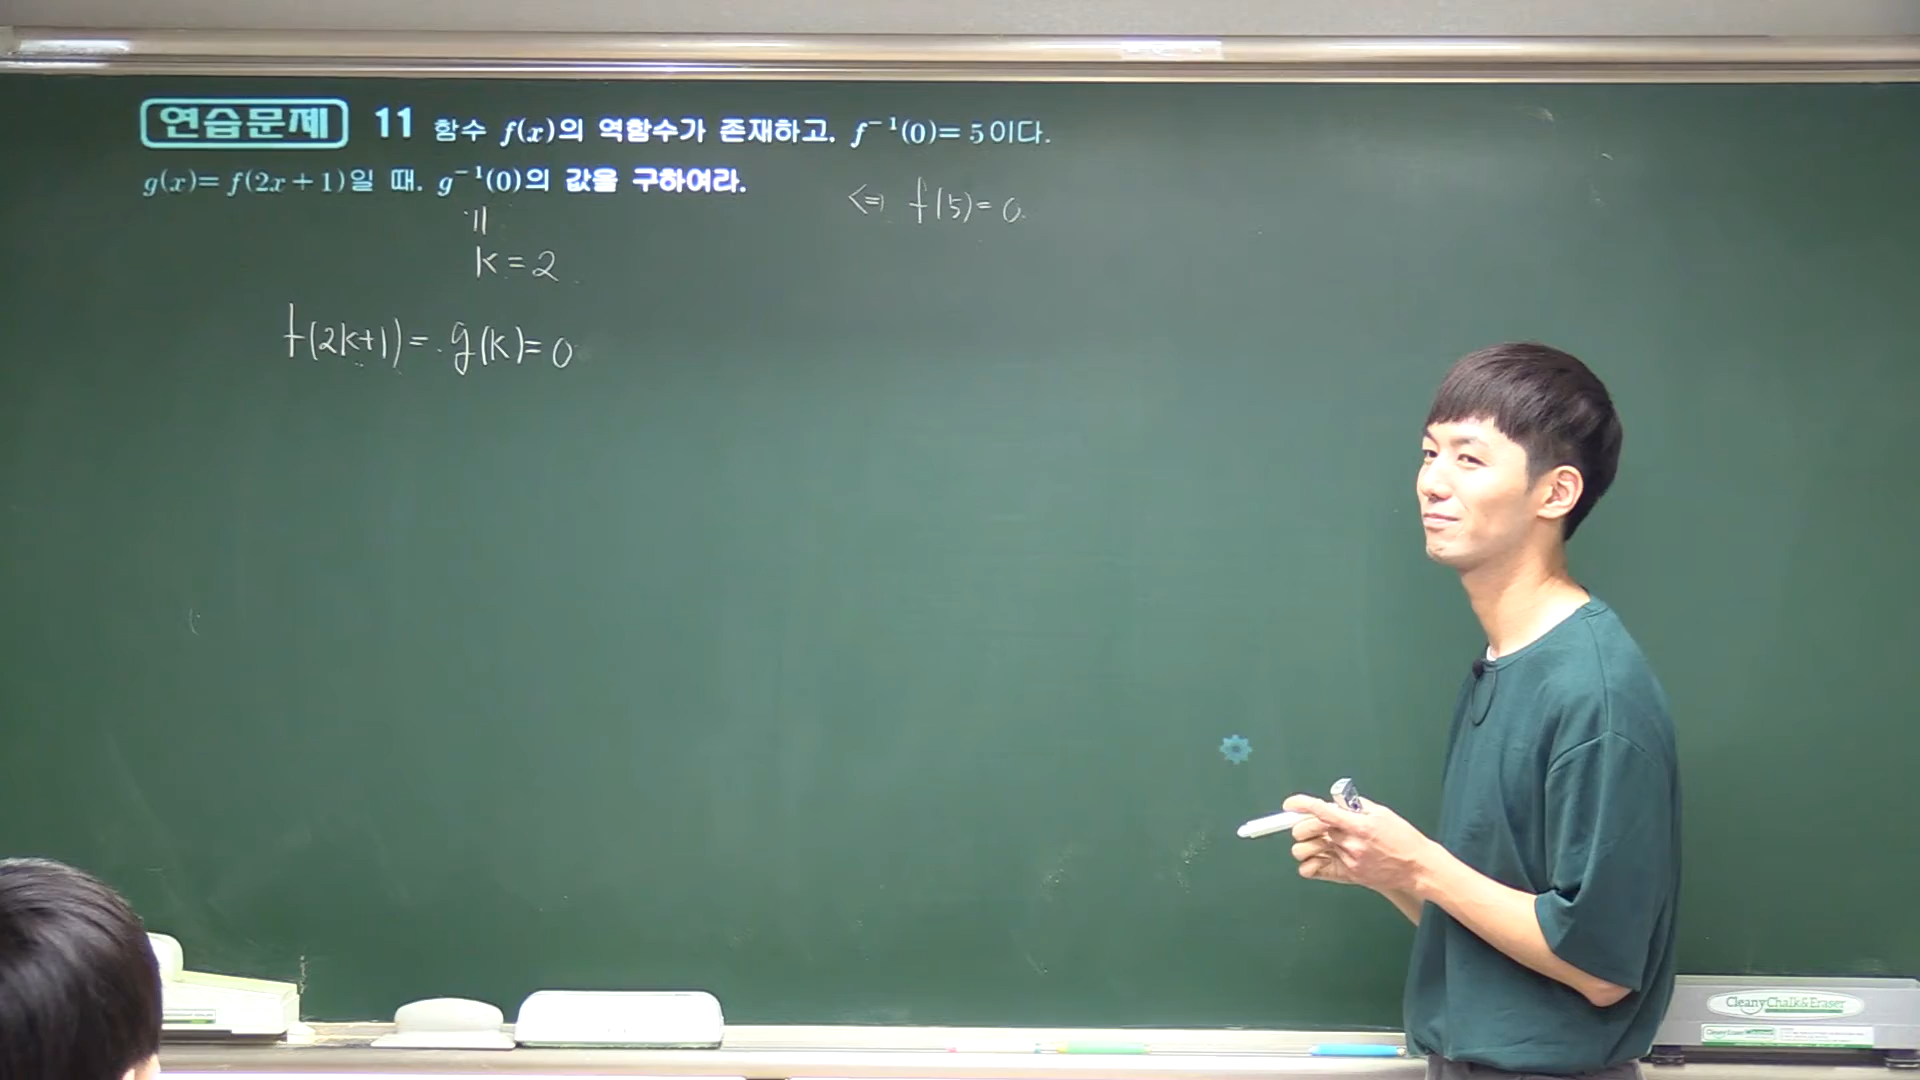 연습문제 11 함수 f(x)의 역함수가 존재하고, f⁻¹(0)= 5이다.
g(x)= f(2x+1)일 때, g⁻¹(0)의 값을 구하여라.
<=> f(5)= 0
||
k = 2
f(2k+1)= g(k)= 0
CleanyChalk&Eraser